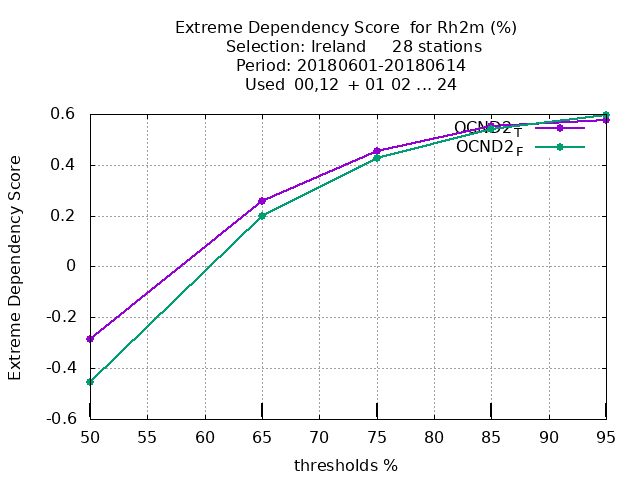 Extreme Dependency Score for Rh2m (%)
Selection: Ireland 28 stations
Period: 20180601-20180614
Used 00,12 + 01 02 ... 24
0.6
0.4
0.2
0
-0.2
-0.4
-0.6
Extreme Dependency Score
OCND2T
OCND2F
50 55 60 65 70 75 80 85 90 95
thresholds %